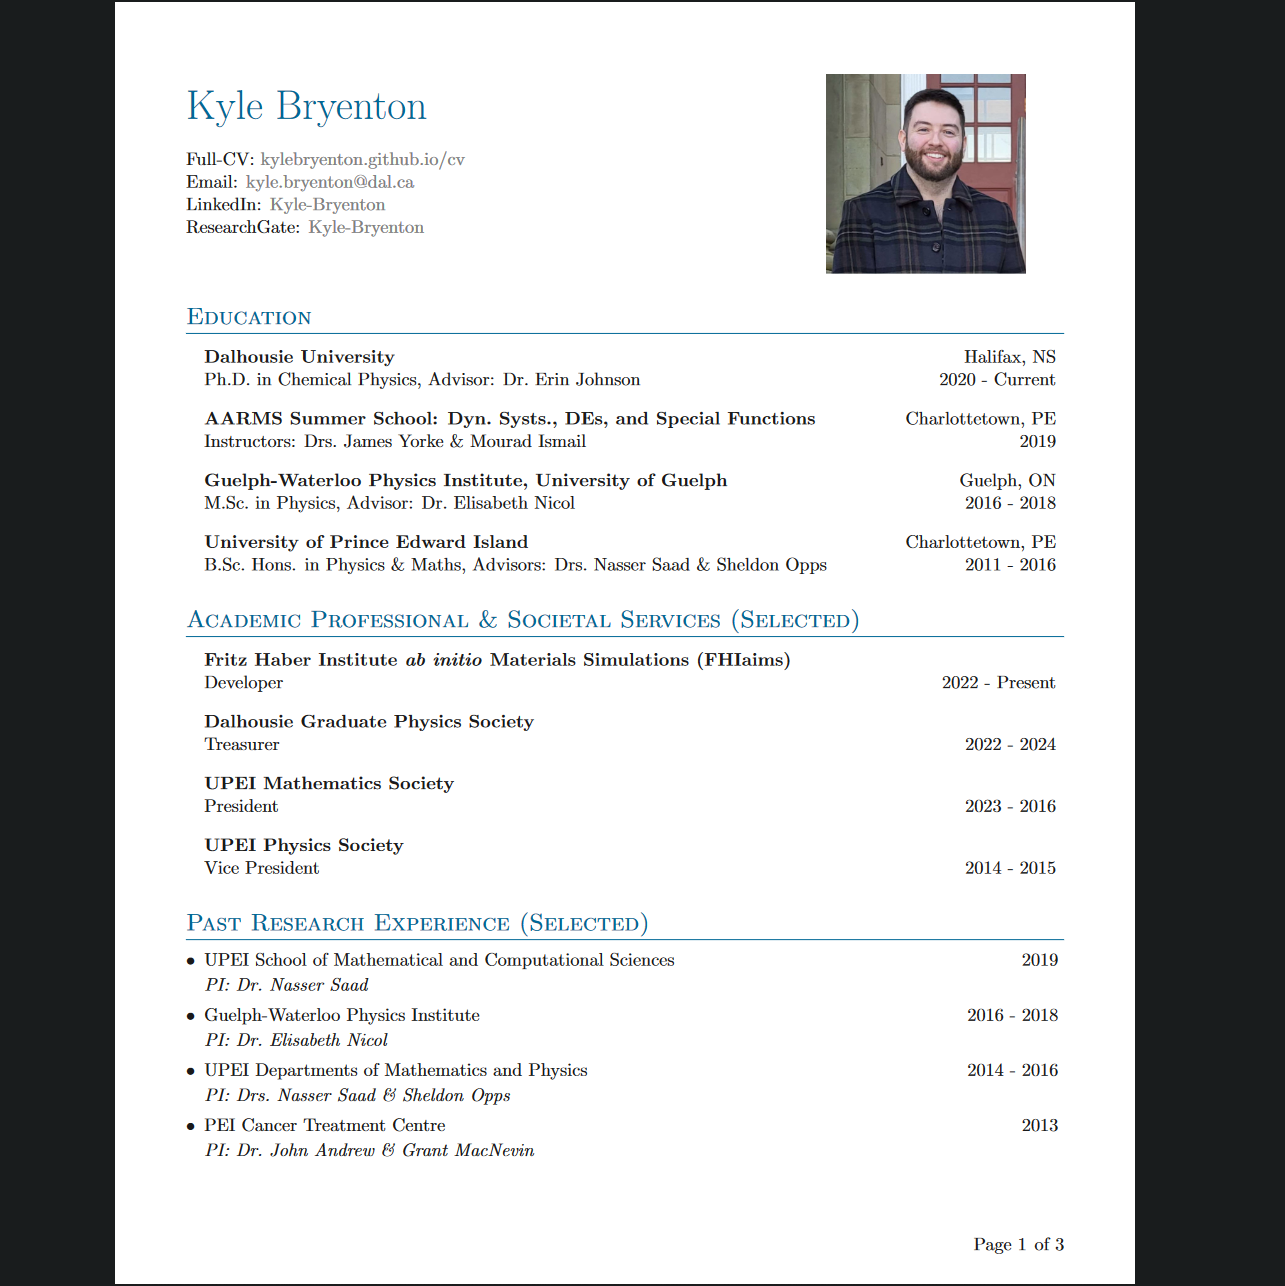 Kyle Bryenton
Full-CV: kylebryenton.github.io/cv
Email: kyle.bryenton@dal.ca
LinkedIn: Kyle-Bryenton
ResearchGate: Kyle-Bryenton
Education
Dalhousie University Halifax, NS
Ph.D. in Chemical Physics, Advisor: Dr. Erin Johnson 2020 - Current
AARMS Summer School: Dyn. Systs., DEs, and Special Functions Charlottetown, PE
Instructors: Drs. James Yorke & Mourad Ismail 2019
Guelph-Waterloo Physics Institute, University of Guelph Guelph, ON
M.Sc. in Physics, Advisor: Dr. Elisabeth Nicol 2016 - 2018
University of Prince Edward Island Charlottetown, PE
B.Sc. Hons. in Physics & Maths, Advisors: Drs. Nasser Saad & Sheldon Opps 2011 - 2016
Academic Professional & Societal Services (Selected)
Fritz Haber Institute ab initio Materials Simulations (FHIaims)
Developer 2022 - Present
Dalhousie Graduate Physics Society
Treasurer 2022 - 2024
UPEI Mathematics Society
President 2023 - 2016
UPEI Physics Society
Vice President 2014 - 2015
Past Research Experience (Selected)
• UPEI School of Mathematical and Computational Sciences 2019
PI: Dr. Nasser Saad
• Guelph-Waterloo Physics Institute 2016 - 2018
PI: Dr. Elisabeth Nicol
• UPEI Departments of Mathematics and Physics 2014 - 2016
PI: Drs. Nasser Saad & Sheldon Opps
• PEI Cancer Treatment Centre 2013
PI: Dr. John Andrew & Grant MacNevin
Page 1 of 3